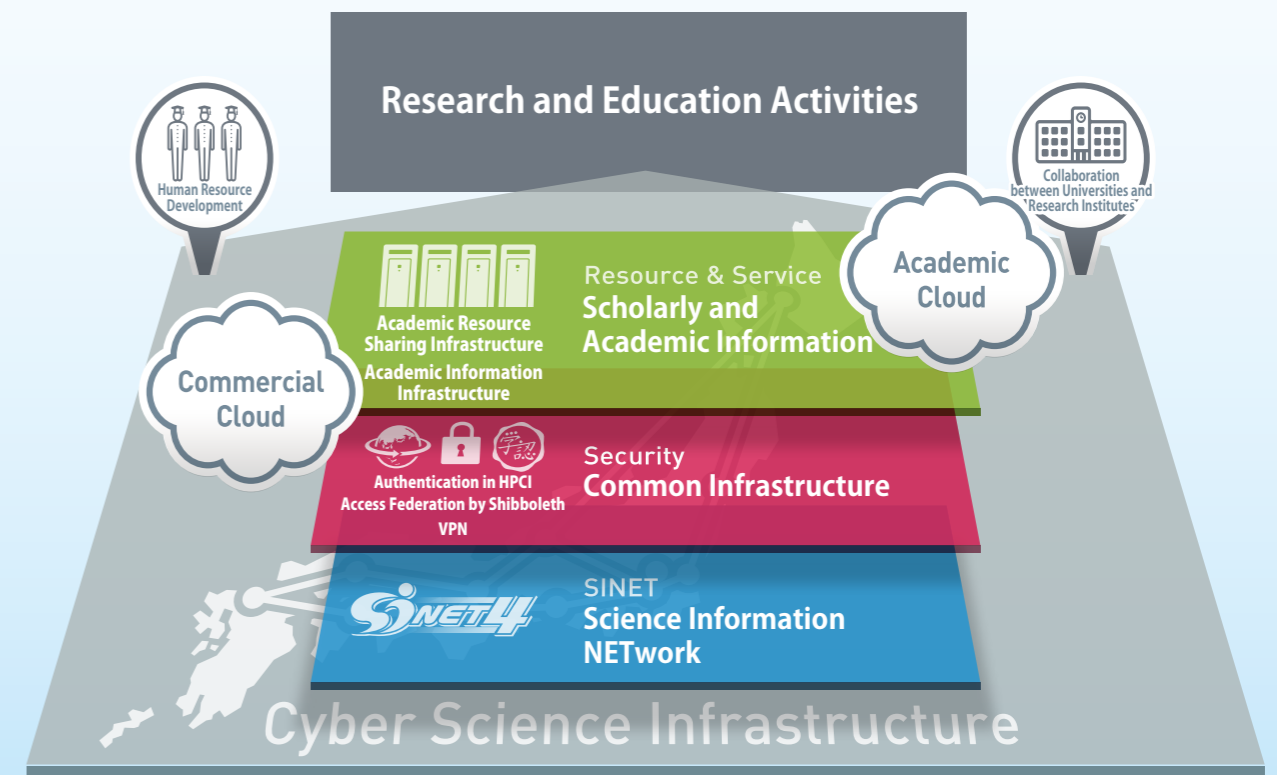 Research and Education Activities
Human Resource
Development
Collaboration
between Universities and
Research Institutes
Academic
Cloud
Commercial
Cloud
Academic Resource
Sharing Infrastructure
Academic Information
Infrastructure
Resource & Service
Scholarly and
Academic Information
学認
Authentication in HPCI
Access Federation by Shibboleth
VPN
Security
Common Infrastructure
SINET4
SINET
Science Information
NETwork
Cyber Science Infrastructure